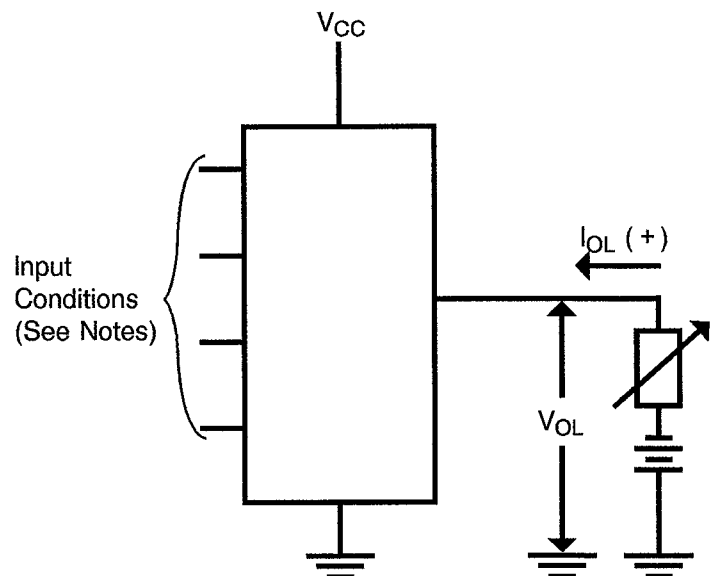 VCC
IOL (+)
Input
Conditions
(See Notes)
VOL